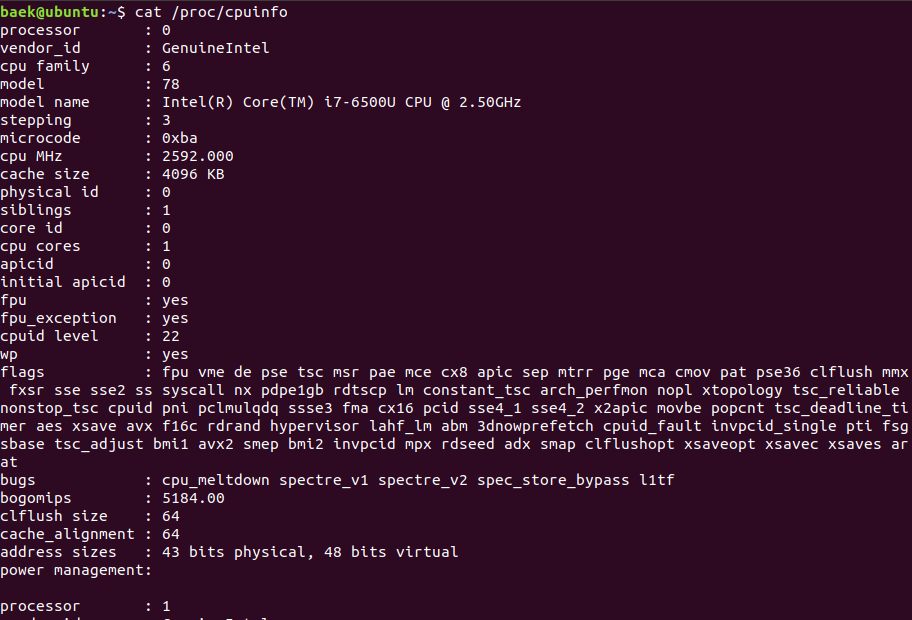 baek@ubuntu:~$ cat /proc/cpuinfo
processor : 0
vendor_id : GenuineIntel
cpu family : 6
model : 78
model name : Intel(R) Core(TM) i7-6500U CPU @ 2.50GHz
stepping : 3
microcode : 0xba
cpu MHz : 2592.000
cache size : 4096 KB
physical id : 0
siblings : 1
core id : 0
cpu cores : 1
apicid : 0
initial apicid : 0
fpu : yes
fpu_exception : yes
cpuid level : 22
wp : yes
flags : fpu vme de pse tsc msr pae mce cx8 apic sep mtrr pge mca cmov pat pse36 clflush mmx
fxsr sse sse2 ss syscall nx pdpe1gb rdtscp lm constant_tsc arch_perfmon nopl xtopology tsc_reliable
nonstop_tsc cpuid pni pclmulqdq ssse3 fma cx16 pcid sse4_1 sse4_2 x2apic movbe popcnt tsc_deadline_ti
mer aes xsave avx f16c rdrand hypervisor lahf_lm abm 3dnowprefetch cpuid_fault invpcid_single pti fsg
sbase tsc_adjust bmi1 avx2 smep bmi2 invpcid mpx rdseed adx smap clflushopt xsaveopt xsavec xsaves ar
at
bugs : cpu_meltdown spectre_v1 spectre_v2 spec_store_bypass l1tf
bogomips : 5184.00
clflush size : 64
cache_alignment : 64
address sizes : 43 bits physical, 48 bits virtual
power management:
processor : 1